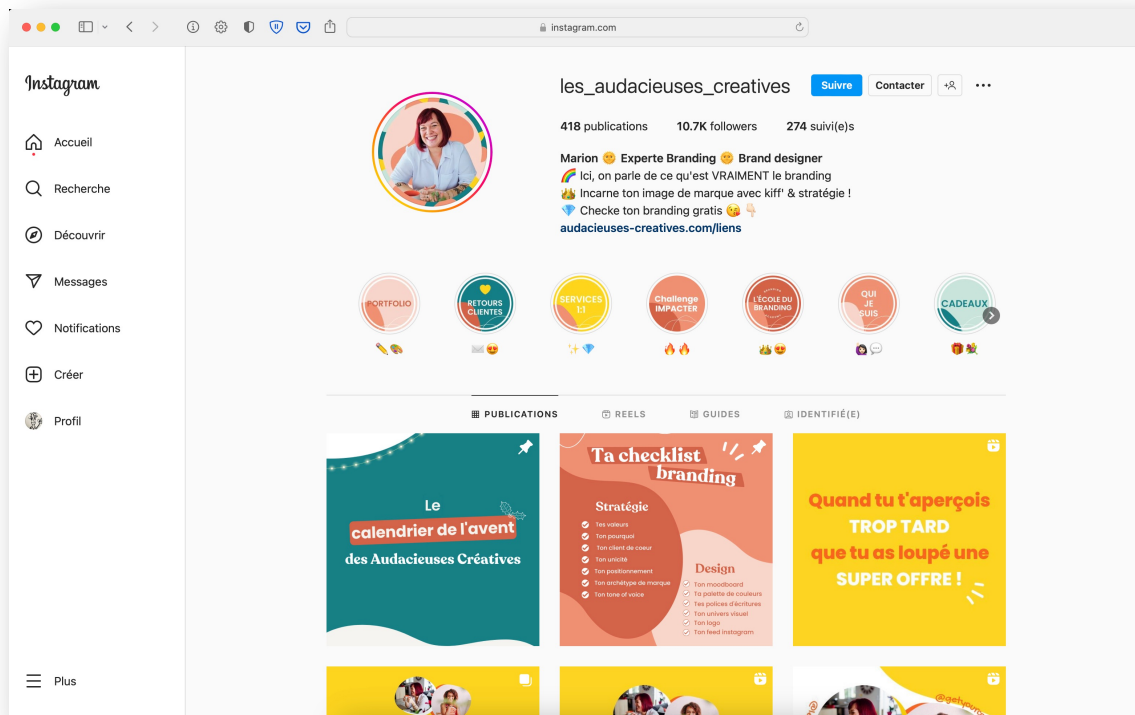 instagram.com
Instagram
Accueil
Recherche
Découvrir
Messages
Notifications
Créer
Profil
Plus
les_audacieuses_creatives
Suivre
Contacter
418 publications 10.7K followers 274 suivi(e)s
Marion 🌞 Experte Branding 🌞 Brand designer
🌈 Ici, on parle de ce qu'est VRAIMENT le branding
👑 Incarne ton image de marque avec kiff' & stratégie !
💎 Checke ton branding gratis 😘 👇🏻
audacieuses-creatives.com/liens
PORTFOLIO
RETOURS
CLIENTES
SERVICES
1:1
Challenge
IMPACTER
L'ÉCOLE DU
BRANDING
QUI
JE
SUIS
CADEAUX
PUBLICATIONS
REELS
GUIDES
IDENTIFIÉ(E)
Le
calendrier de l'avent
des Audacieuses Créatives
Ta checklist
branding
Stratégie
Tes valeurs
Ton pourquoi
Ton client de coeur
Ton unicité
Ton positionnement
Ton archétype de marque
Ton tone of voice
Design
Ton moodboard
Ta palette de couleurs
Tes polices d'écritures
Ton univers visuel
Ton logo
Ton feed instagram
Quand tu t'aperçois
TROP TARD
que tu as loupé une
SUPER OFFRE !